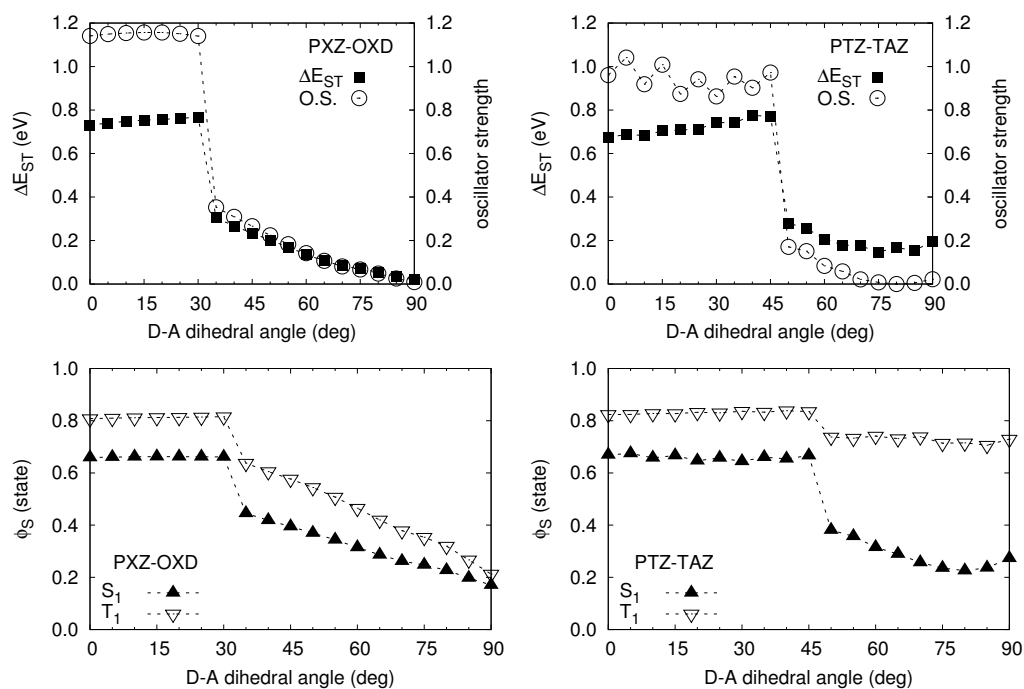 1.2
1.0
0.8
0.6
0.4
0.2
0.0
ΔE_ST (eV)
PXZ-OXD
ΔE_ST
O.S.
1.2
1.0
0.8
0.6
0.4
0.2
0.0
oscillator strength
0 15 30 45 60 75 90
D-A dihedral angle (deg)
1.2
1.0
0.8
0.6
0.4
0.2
0.0
ΔE_ST (eV)
PTZ-TAZ
ΔE_ST
O.S.
1.2
1.0
0.8
0.6
0.4
0.2
0.0
oscillator strength
0 15 30 45 60 75 90
D-A dihedral angle (deg)
1.0
0.8
0.6
0.4
0.2
0.0
ϕ_S (state)
PXZ-OXD
S_1
T_1
0 15 30 45 60 75 90
D-A dihedral angle (deg)
1.0
0.8
0.6
0.4
0.2
0.0
ϕ_S (state)
PTZ-TAZ
S_1
T_1
0 15 30 45 60 75 90
D-A dihedral angle (deg)